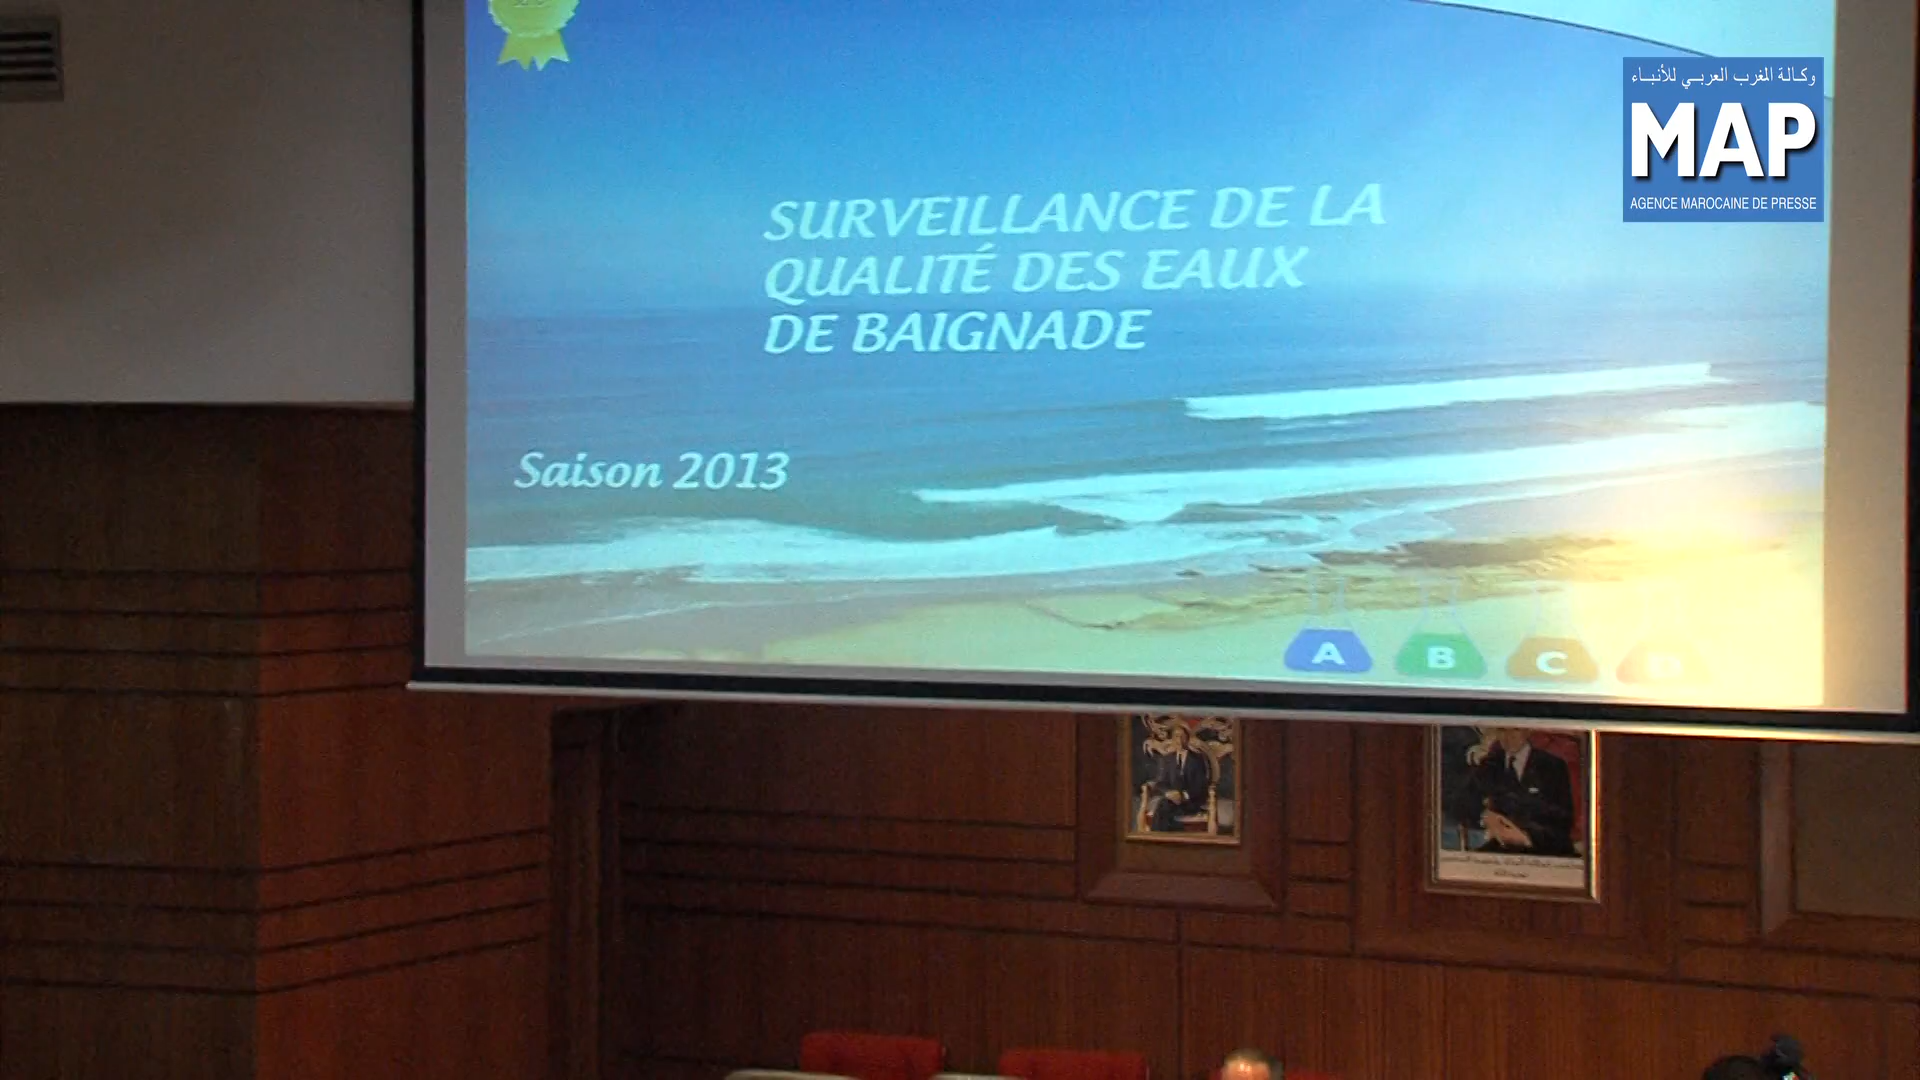 وكالة المغرب العربي للأنباء
MAP
AGENCE MAROCAINE DE PRESSE
SURVEILLANCE DE LA
QUALITÉ DES EAUX
DE BAIGNADE
Saison 2013
A B C D